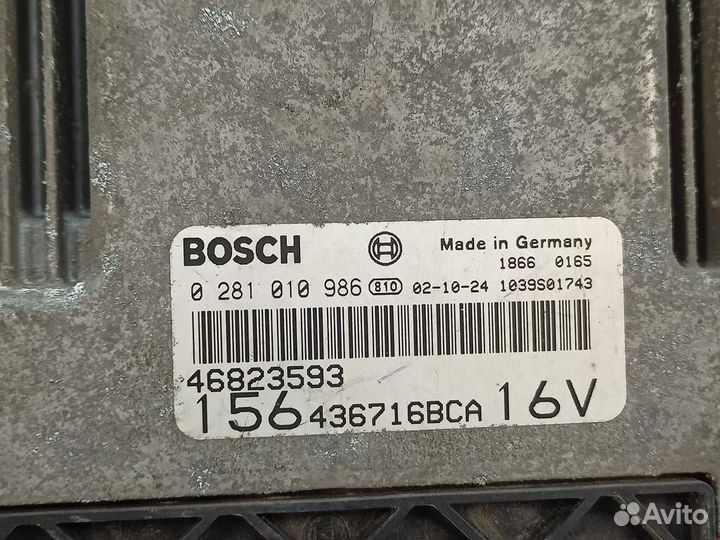 BOSCH
Made in Germany
1866 0165
0 281 010 986 810 02-10-24 1039S01743
46823593
156 436716BCA 16V
Avito